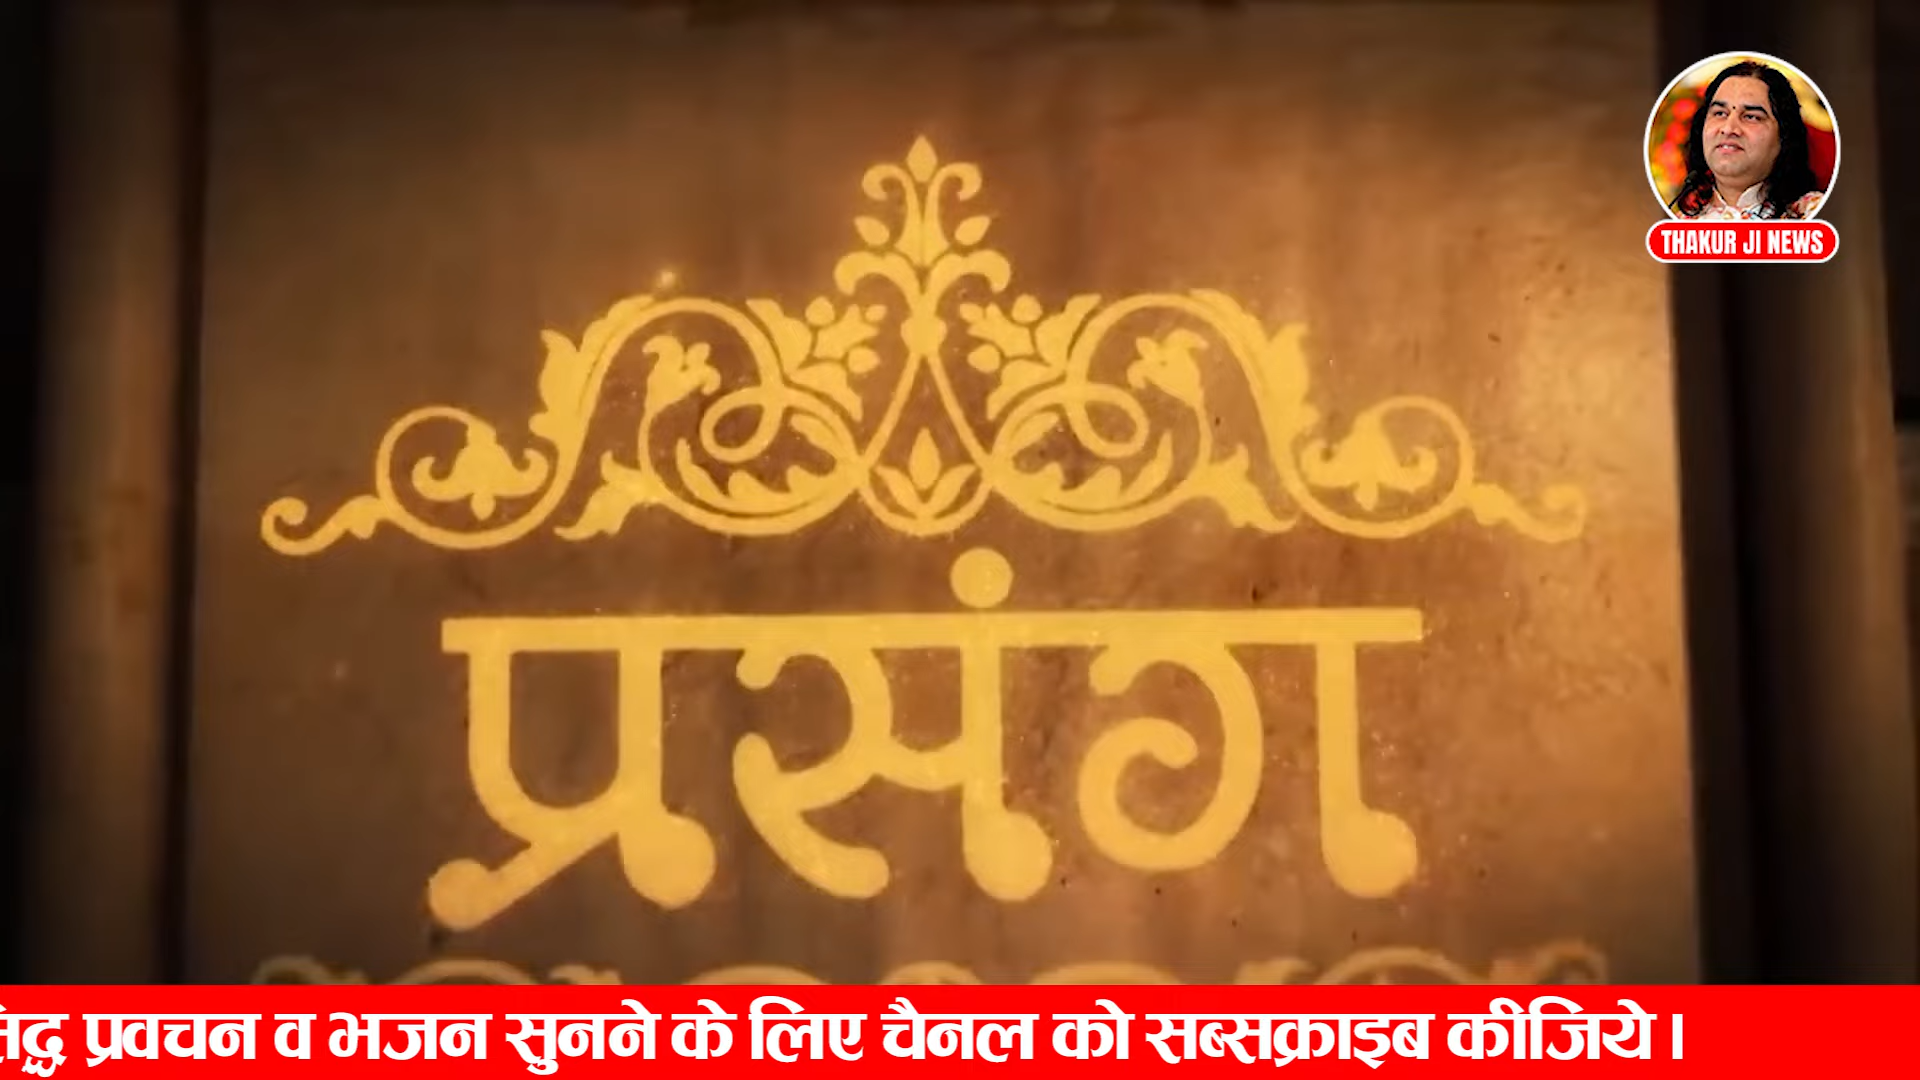 THAKUR JI NEWS
प्रसंग
प्रवचन व भजन सुनने के लिए चैनल को सब्सक्राइब कीजिये।